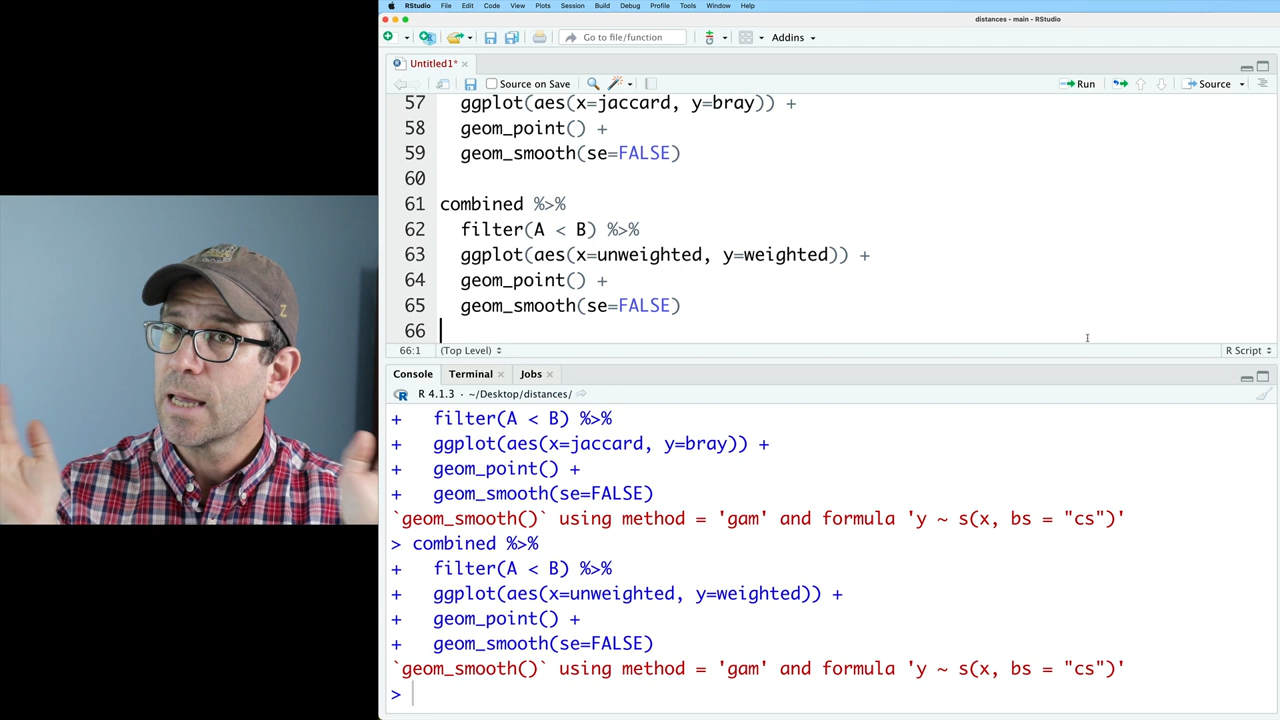 RStudio File Edit Code View Plots Session Build Debug Profile Tools Window Help
distances - main - RStudio
Go to file/function Addins
Untitled1*
Source on Save Run Source
57 ggplot(aes(x=jaccard, y=bray)) +
58 geom_point() +
59 geom_smooth(se=FALSE)
60
61 combined %>%
62 filter(A < B) %>%
63 ggplot(aes(x=unweighted, y=weighted)) +
64 geom_point() +
65 geom_smooth(se=FALSE)
66
66:1 (Top Level) R Script
Console Terminal Jobs
R 4.1.3 · ~/Desktop/distances/
+ filter(A < B) %>%
+ ggplot(aes(x=jaccard, y=bray)) +
+ geom_point() +
+ geom_smooth(se=FALSE)
`geom_smooth()` using method = 'gam' and formula 'y ~ s(x, bs = "cs")'
> combined %>%
+ filter(A < B) %>%
+ ggplot(aes(x=unweighted, y=weighted)) +
+ geom_point() +
+ geom_smooth(se=FALSE)
`geom_smooth()` using method = 'gam' and formula 'y ~ s(x, bs = "cs")'
>
Z